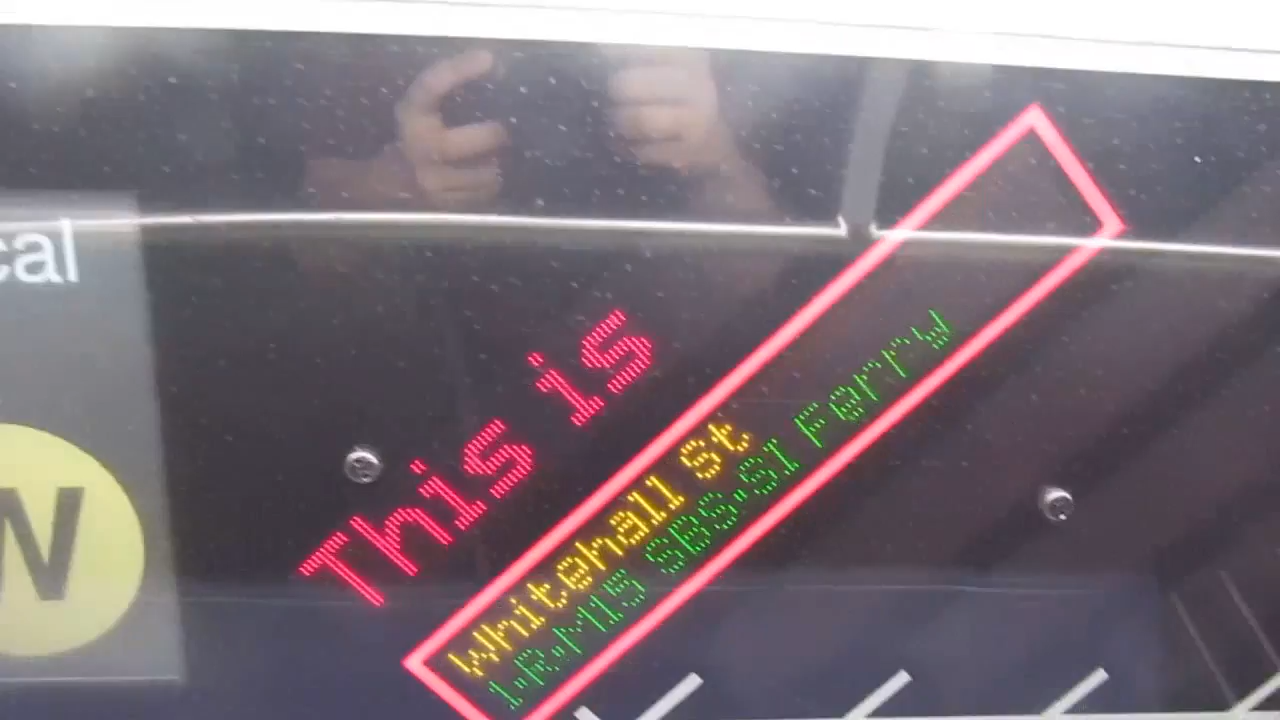 cal
W
This is
Whitehall St
1·R·M15 SBS·SI Ferry W